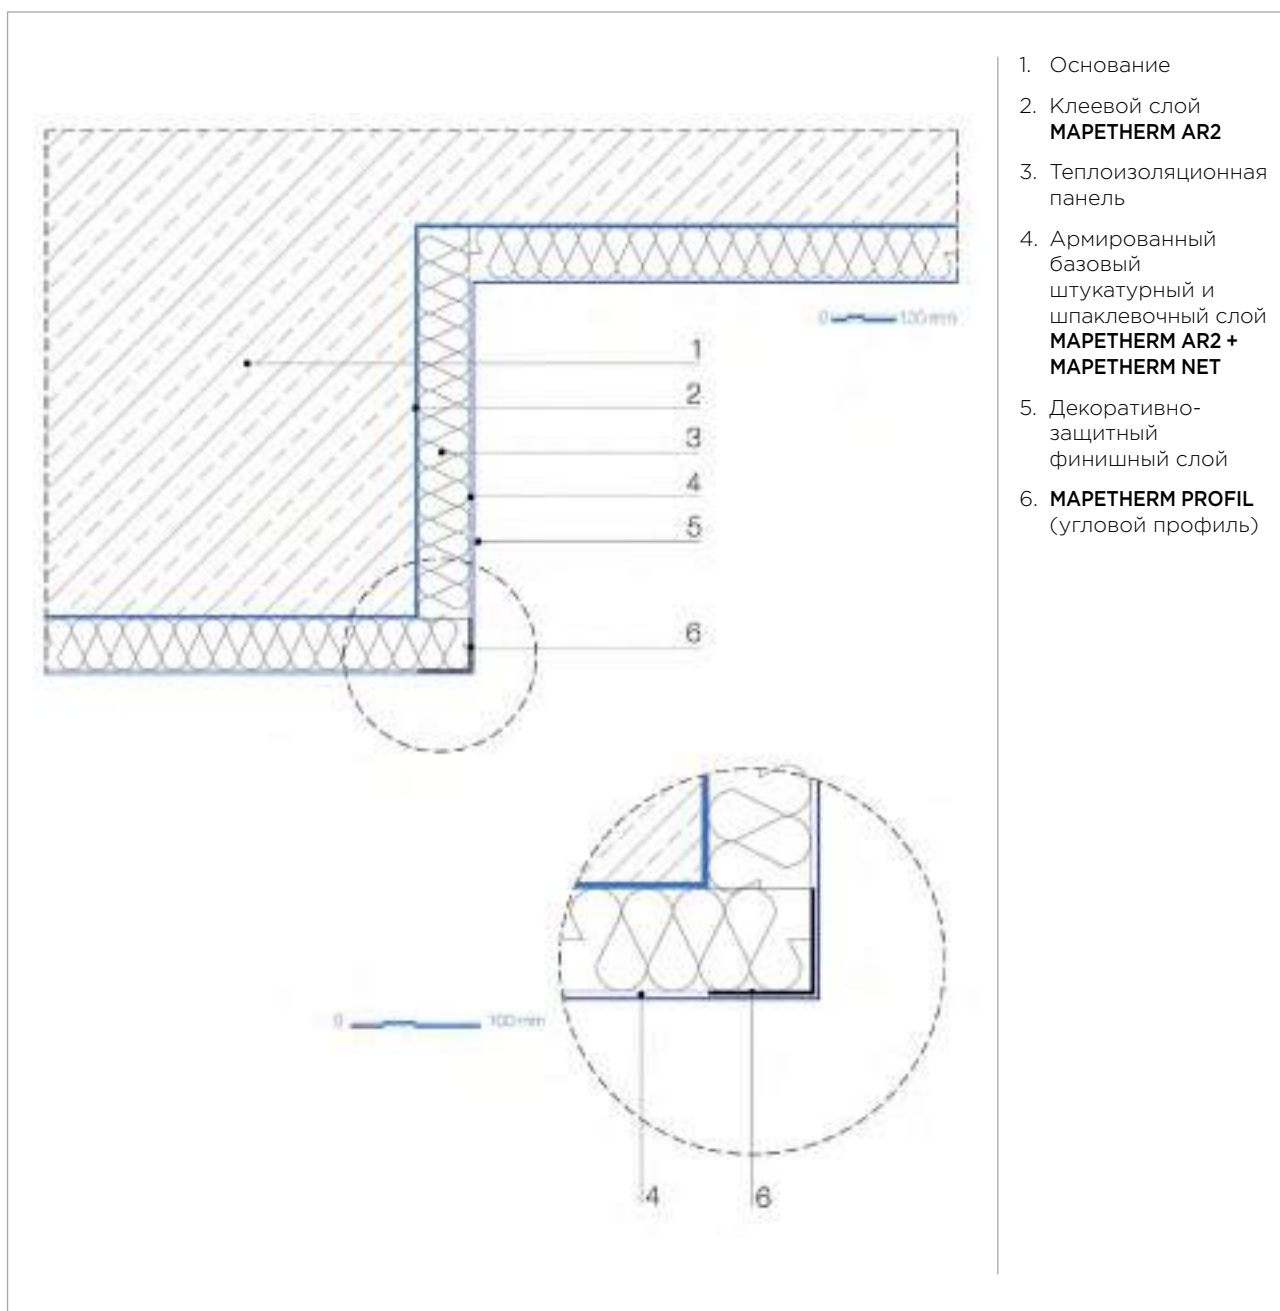 1. Основание
2. Клеевой слой
MAPETHERM AR2
3. Теплоизоляционная
панель
4. Армированный
базовый
штукатурный и
шпаклевочный слой
MAPETHERM AR2 +
MAPETHERM NET
5. Декоративно-
защитный
финишный слой
6. MAPETHERM PROFIL
(угловой профиль)
0 100 mm
1
2
3
4
5
6
0 100 mm
4 6